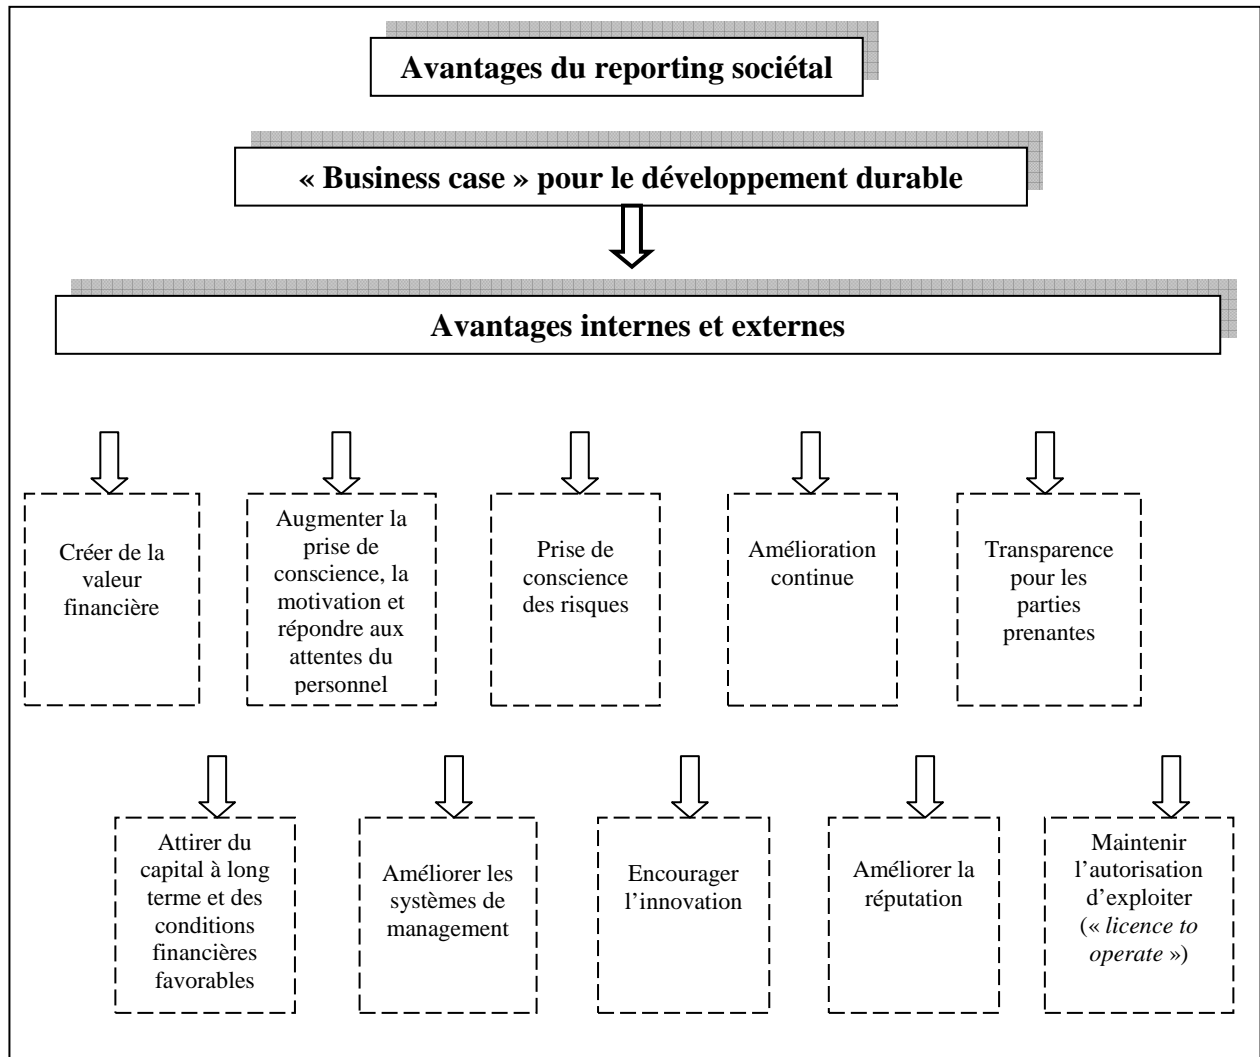 Avantages du reporting sociétal
« Business case » pour le développement durable
Avantages internes et externes
Créer de la
valeur
financière
Augmenter la
prise de
conscience, la
motivation et
répondre aux
attentes du
personnel
Prise de
conscience
des risques
Amélioration
continue
Transparence
pour les
parties
prenantes
Attirer du
capital à long
terme et des
conditions
financières
favorables
Améliorer les
systèmes de
management
Encourager
l’innovation
Améliorer la
réputation
Maintenir
l’autorisation
d’exploiter
(« licence to
operate »)